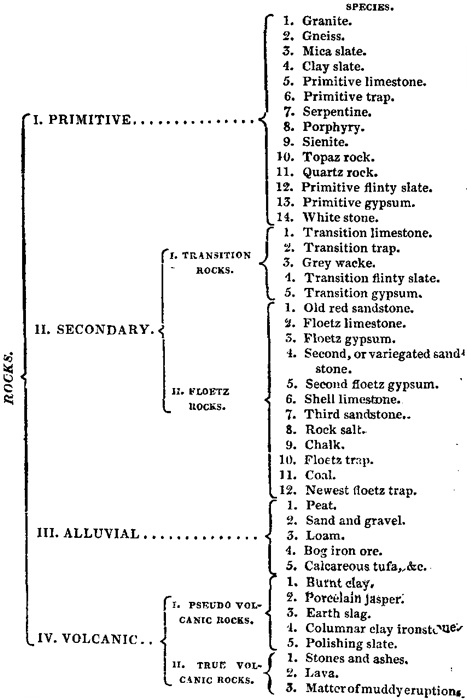 SPECIES.
ROCKS.
I. PRIMITIVE
1. Granite.
2. Gneiss.
3. Mica slate.
4. Clay slate.
5. Primitive limestone.
6. Primitive trap.
7. Serpentine.
8. Porphyry.
9. Sienite.
10. Topaz rock.
11. Quartz rock.
12. Primitive flinty slate.
13. Primitive gypsum.
14. White stone.
II. SECONDARY.
I. TRANSITION
ROCKS.
1. Transition limestone.
2. Transition trap.
3. Grey wacke.
4. Transition flinty slate.
5. Transition gypsum.
II. FLOETZ
ROCKS.
1. Old red sandstone.
2. Floetz limestone.
3. Floetz gypsum.
4. Second, or variegated sand-
stone.
5. Second floetz gypsum.
6. Shell limestone.
7. Third sandstone.
8. Rock salt.
9. Chalk.
10. Floetz trap.
11. Coal.
12. Newest floetz trap.
III. ALLUVIAL
1. Peat.
2. Sand and gravel.
3. Loam.
4. Bog iron ore.
5. Calcareous tufa, &c.
IV. VOLCANIC
I. PSEUDO VOL-
CANIC ROCKS.
1. Burnt clay.
2. Porcelain jasper.
3. Earth slag.
4. Columnar clay ironstone.
5. Polishing slate.
II. TRUE VOL-
CANIC ROCKS.
1. Stones and ashes.
2. Lava.
3. Matter of muddy eruptions.